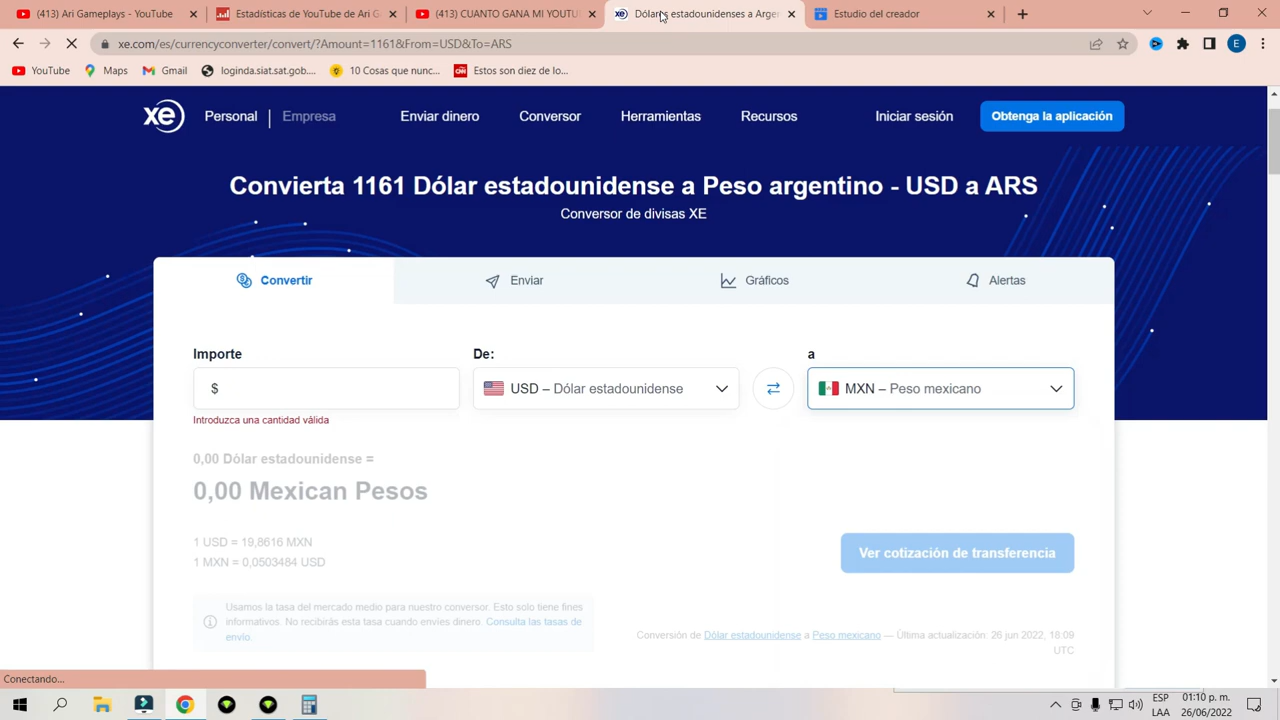 (413) Ari Gameplays - YouTube
Estadísticas de YouTube de Ari G
(413) CUANTO GANA MI YOUTU
Dólares estadounidenses a Argen
Estudio del creador
xe.com/es/currencyconverter/convert/?Amount=1161&From=USD&To=ARS
E
YouTube
Maps
Gmail
loginda.siat.sat.gob....
10 Cosas que nunc...
Estos son diez de lo...
xe
Personal
Empresa
Enviar dinero
Conversor
Herramientas
Recursos
Iniciar sesión
Obtenga la aplicación
Convierta 1161 Dólar estadounidense a Peso argentino - USD a ARS
Conversor de divisas XE
Convertir
Enviar
Gráficos
Alertas
Importe
De:
a
$
USD – Dólar estadounidense
MXN – Peso mexicano
Introduzca una cantidad válida
0,00 Dólar estadounidense =
0,00 Mexican Pesos
1 USD = 19,8616 MXN
1 MXN = 0,0503484 USD
Ver cotización de transferencia
Usamos la tasa del mercado medio para nuestro conversor. Esto solo tiene fines
informativos. No recibirás esta tasa cuando envíes dinero. Consulta las tasas de
envío.
Conversión de Dólar estadounidense a Peso mexicano — Última actualización: 26 jun 2022, 18:09
UTC
Conectando...
ESP
LAA
01:10 p. m.
26/06/2022